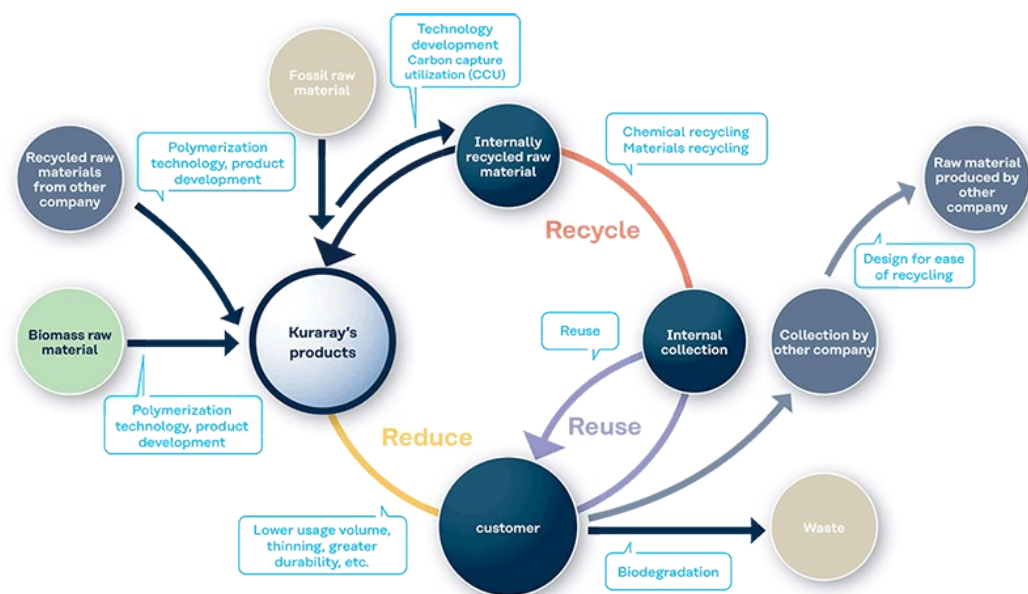 Technology
development
Carbon capture
utilization (CCU)
Fossil raw
material
Internally
recycled raw
material
Chemical recycling
Materials recycling
Polymerization
technology, product
development
Recycled raw
materials
from other
company
Raw material
produced by
other
company
Recycle
Design for ease
of recycling
Biomass raw
material
Kuraray's
products
Reuse
Internal
collection
Collection by
other company
Polymerization
technology, product
development
Reduce
Reuse
Lower usage volume,
thinning, greater
durability, etc.
customer
Waste
Biodegradation